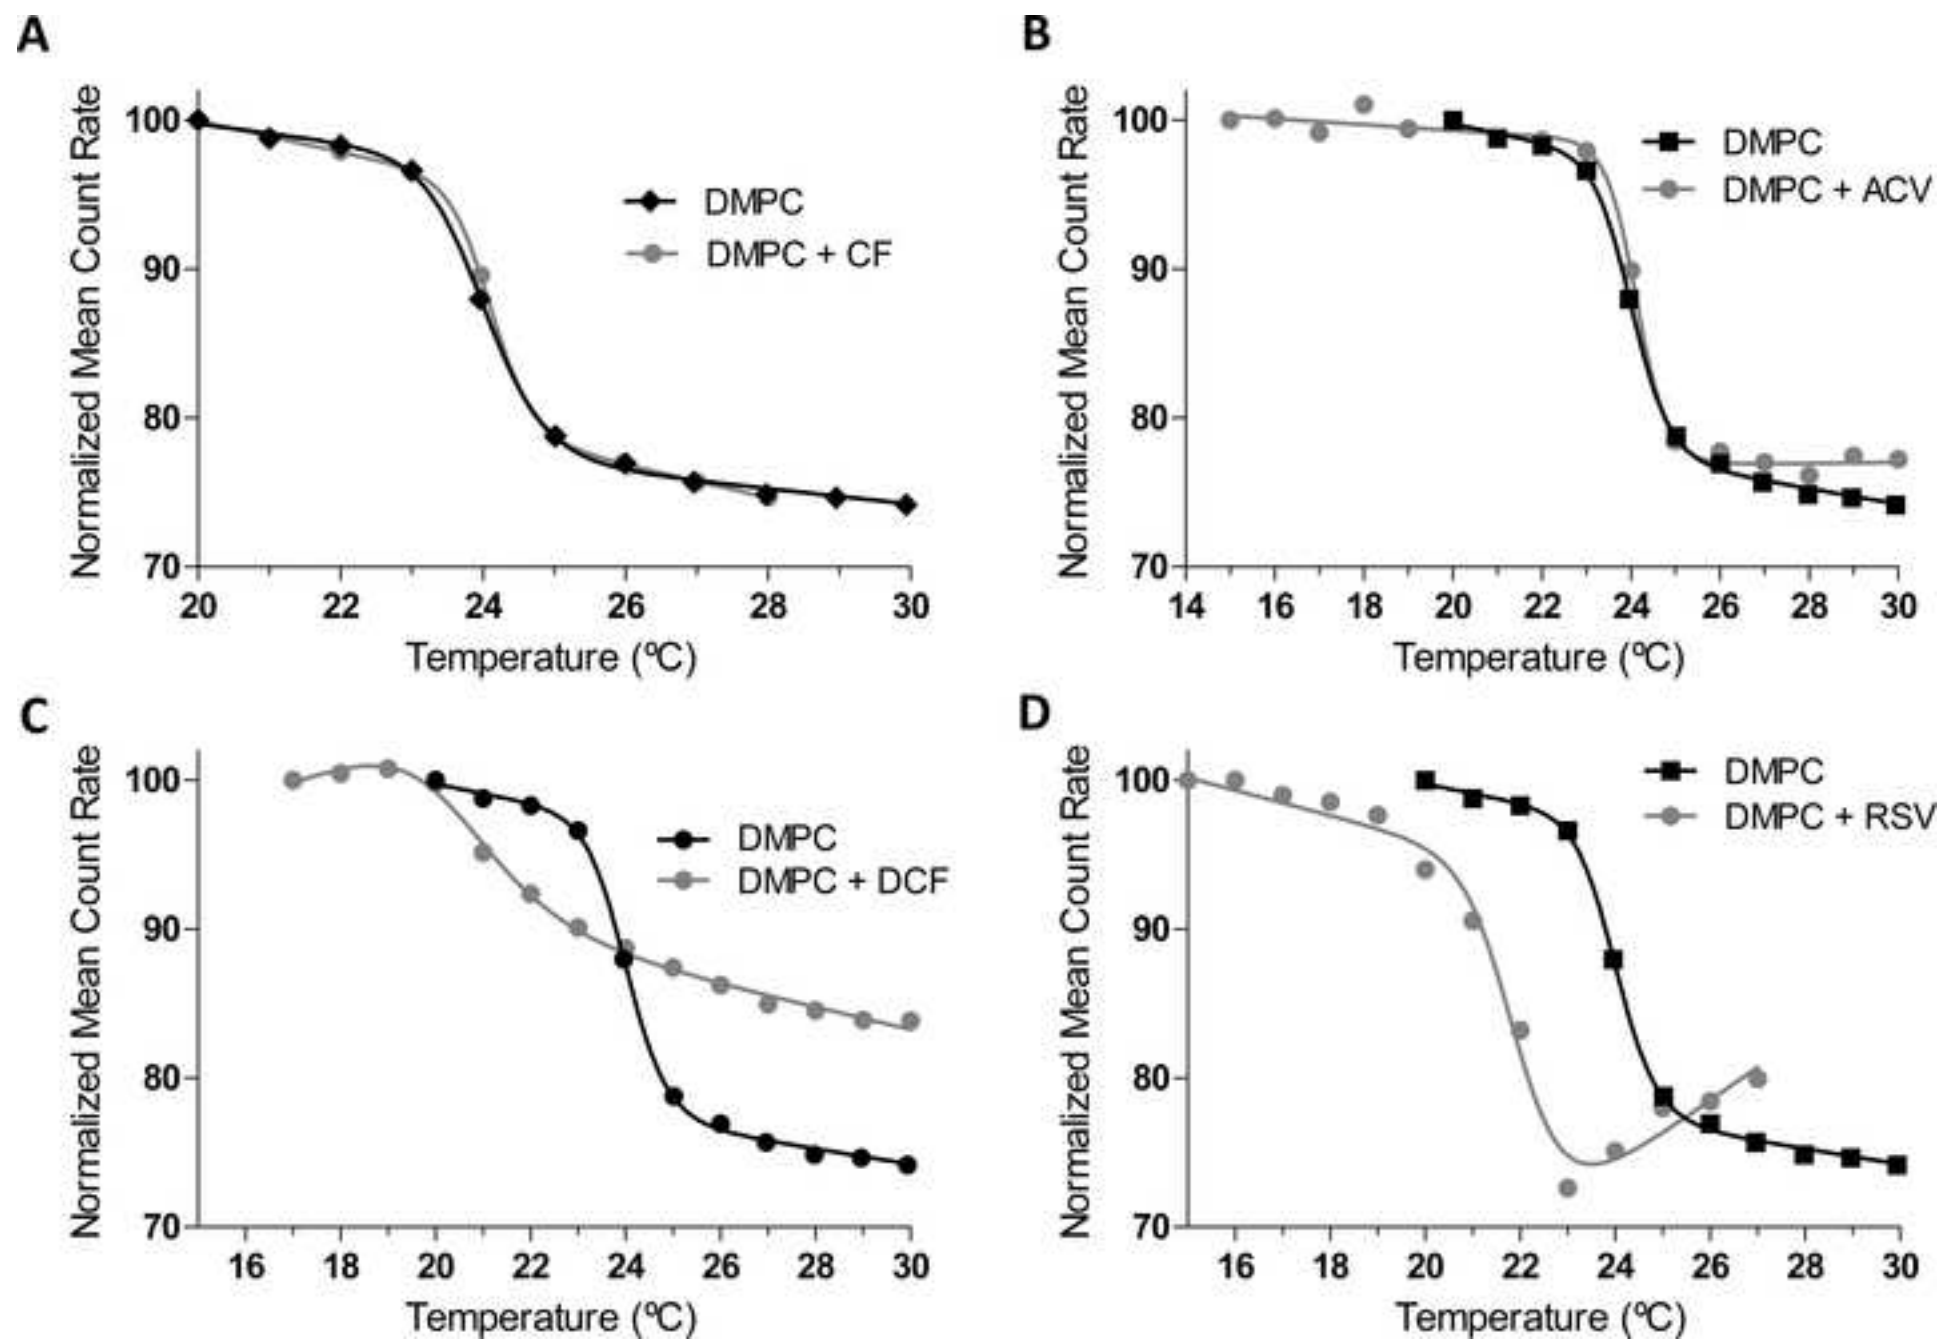 A
Normalized Mean Count Rate
100
90
80
70
20 22 24 26 28 30
Temperature (ºC)
DMPC
DMPC + CF
B
Normalized Mean Count Rate
100
90
80
70
14 16 18 20 22 24 26 28 30
Temperature (ºC)
DMPC
DMPC + ACV
C
Normalized Mean Count Rate
100
90
80
70
16 18 20 22 24 26 28 30
Temperature (ºC)
DMPC
DMPC + DCF
D
Normalized Mean Count Rate
100
90
80
70
16 18 20 22 24 26 28 30
Temperature (ºC)
DMPC
DMPC + RSV